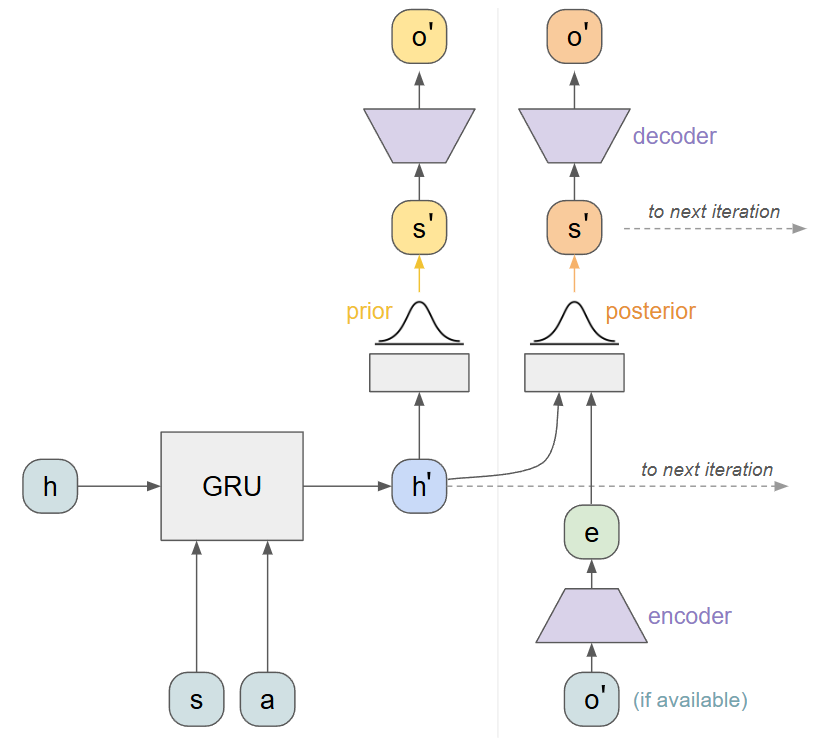 o'
o'
decoder
s'
s'
to next iteration
prior
posterior
h
GRU
h'
to next iteration
e
encoder
s
a
o'
(if available)